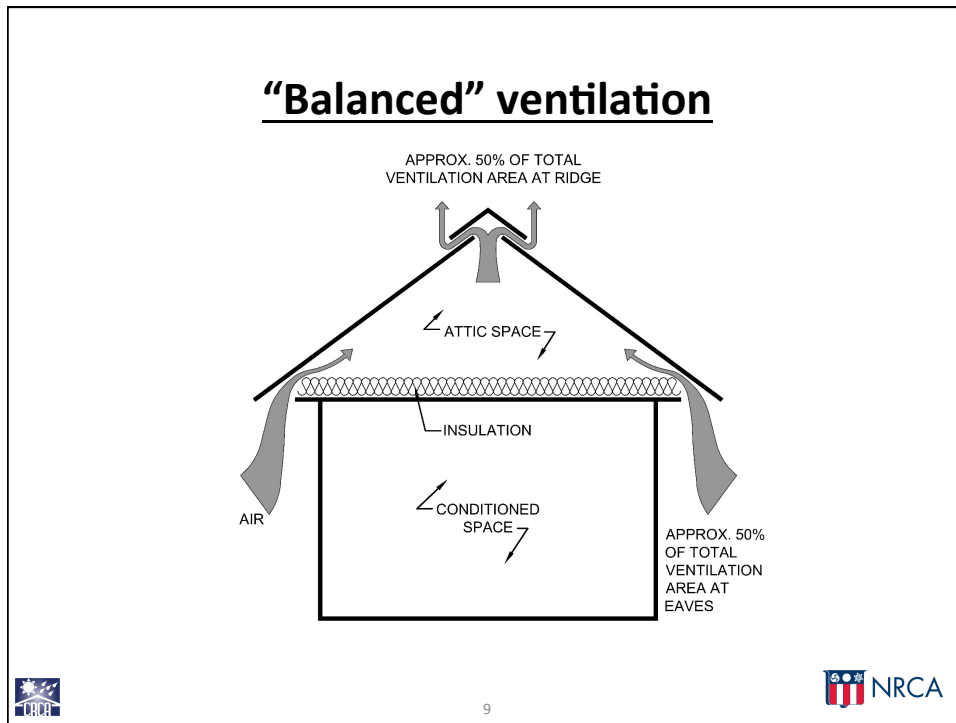 “Balanced” ventilation
APPROX. 50% OF TOTAL
VENTILATION AREA AT RIDGE
ATTIC SPACE
INSULATION
CONDITIONED
SPACE
AIR
APPROX. 50%
OF TOTAL
VENTILATION
AREA AT
EAVES
CRCA
9
NRCA